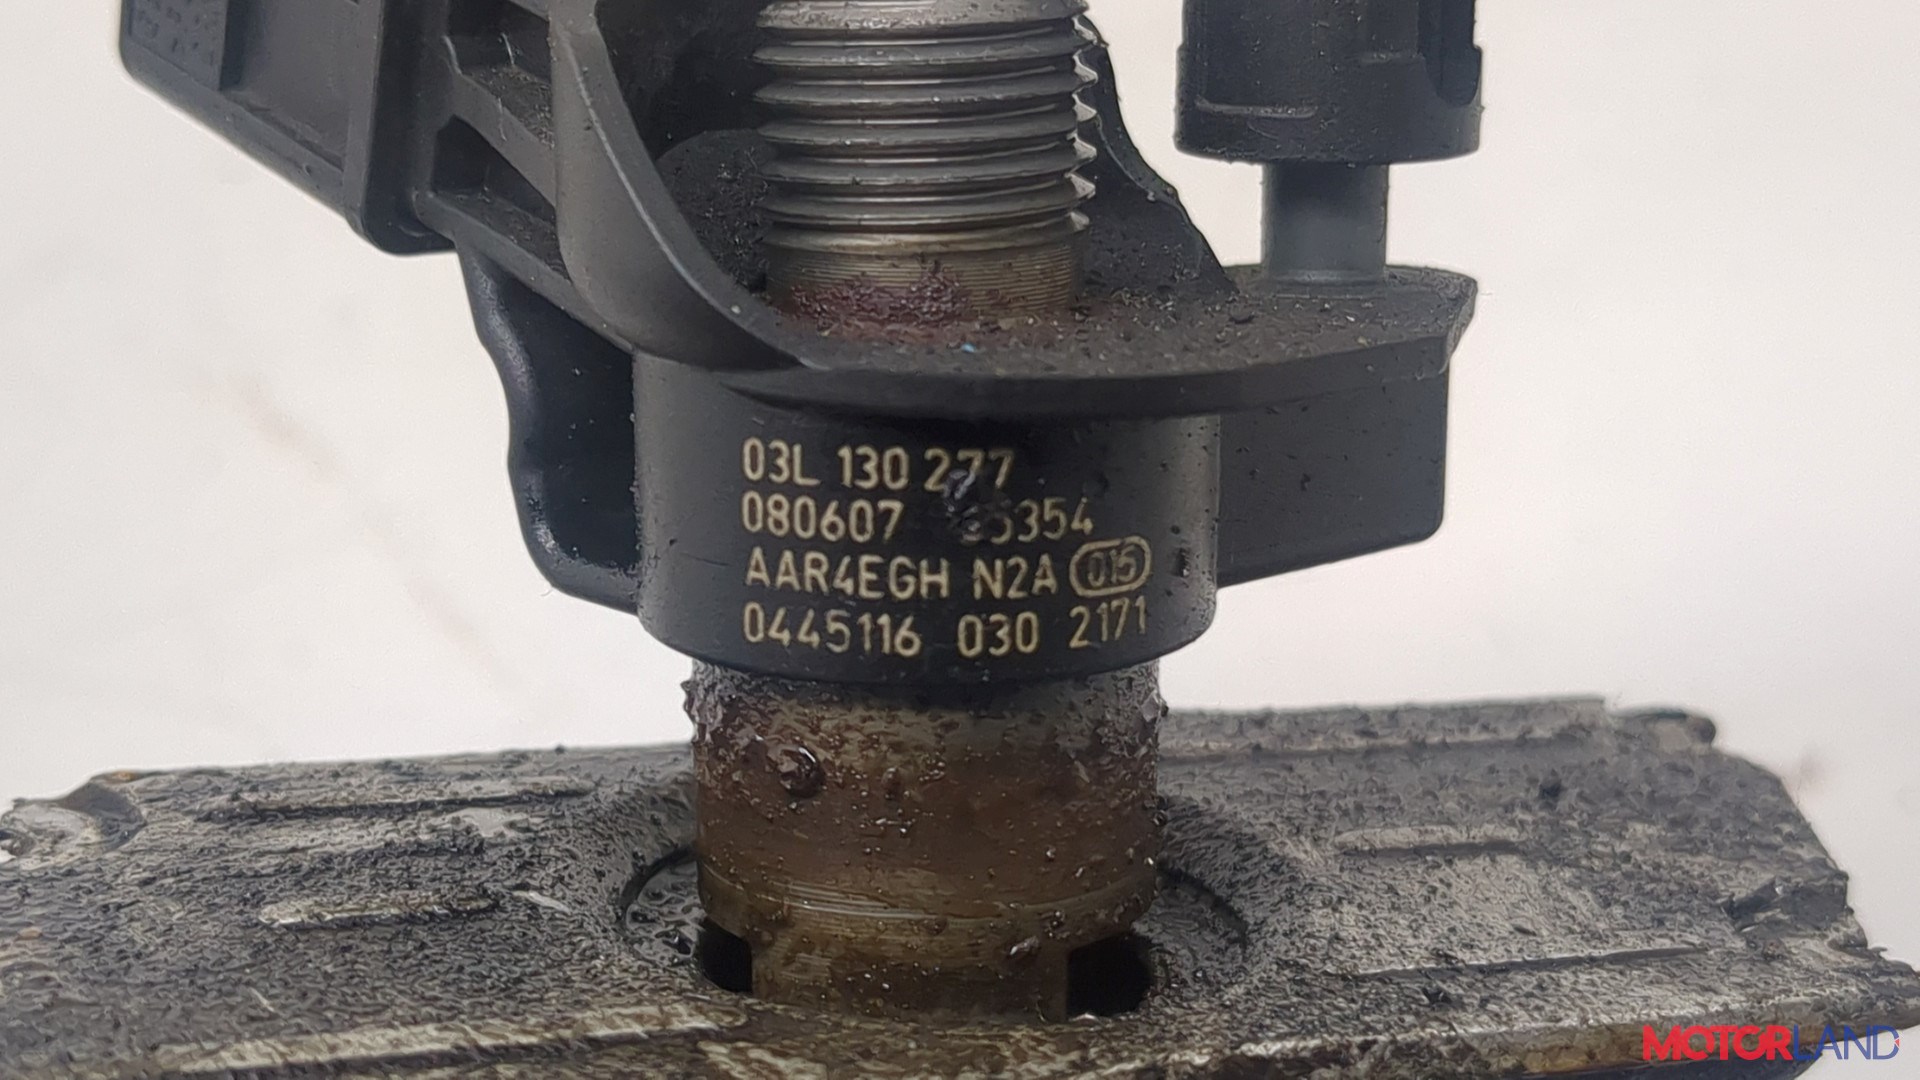 03L 130 277
080607
AAR4EGH N2A 015
0445116 030 2171
MOTORLAND